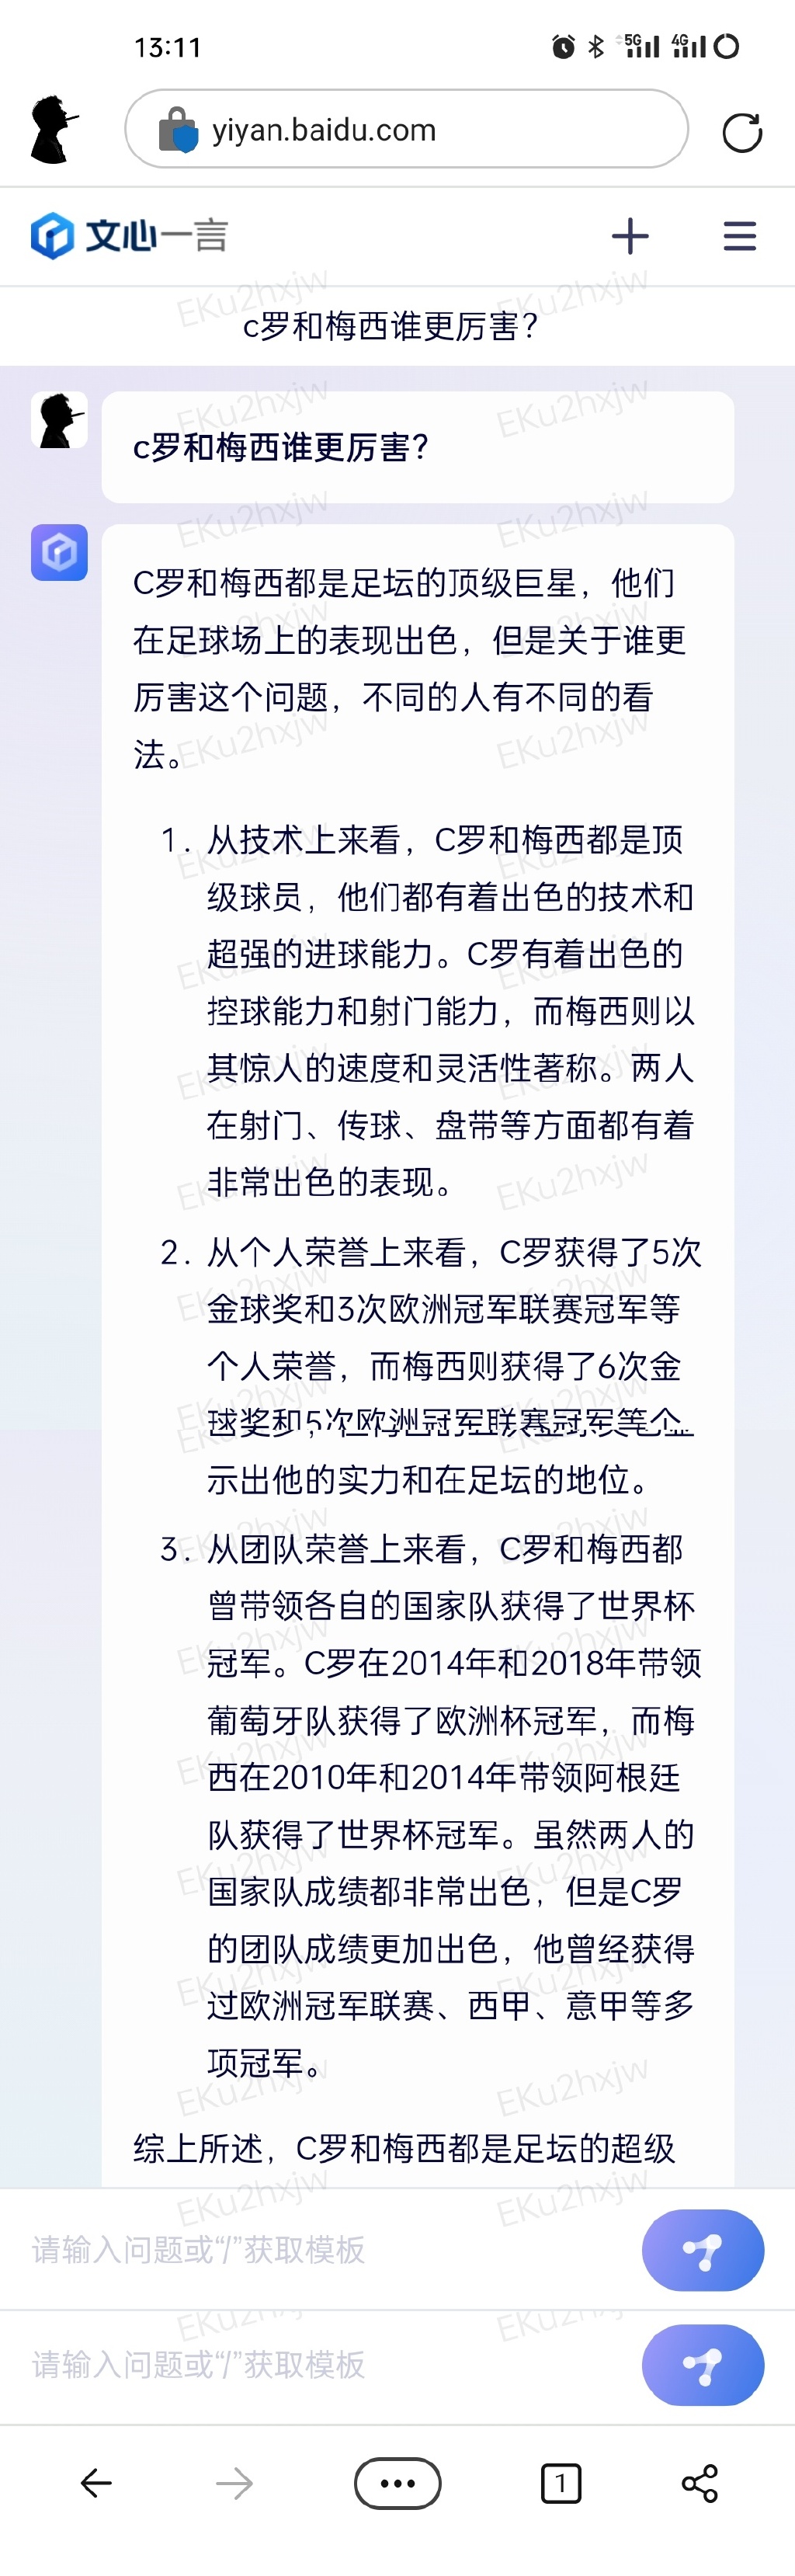 13:11
5G 4G
yiyan.baidu.com
文心一言
c罗和梅西谁更厉害？
c罗和梅西谁更厉害？
C罗和梅西都是足坛的顶级巨星，他们
在足球场上的表现出色，但是关于谁更
厉害这个问题，不同的人有不同的看
法。
1. 从技术上来看，C罗和梅西都是顶
级球员，他们都有着出色的技术和
超强的进球能力。C罗有着出色的
控球能力和射门能力，而梅西则以
其惊人的速度和灵活性著称。两人
在射门、传球、盘带等方面都有着
非常出色的表现。
2. 从个人荣誉上来看，C罗获得了5次
金球奖和3次欧洲冠军联赛冠军等
个人荣誉，而梅西则获得了6次金
球奖和5次欧洲冠军联赛冠军等个
示出他的实力和在足坛的地位。
3. 从团队荣誉上来看，C罗和梅西都
曾带领各自的国家队获得了世界杯
冠军。C罗在2014年和2018年带领
葡萄牙队获得了欧洲杯冠军，而梅
西在2010年和2014年带领阿根廷
队获得了世界杯冠军。虽然两人的
国家队成绩都非常出色，但是C罗
的团队成绩更加出色，他曾经获得
过欧洲冠军联赛、西甲、意甲等多
项冠军。
综上所述，C罗和梅西都是足坛的超级
请输入问题或“/”获取模板
请输入问题或“/”获取模板
1
EKu2hxjw